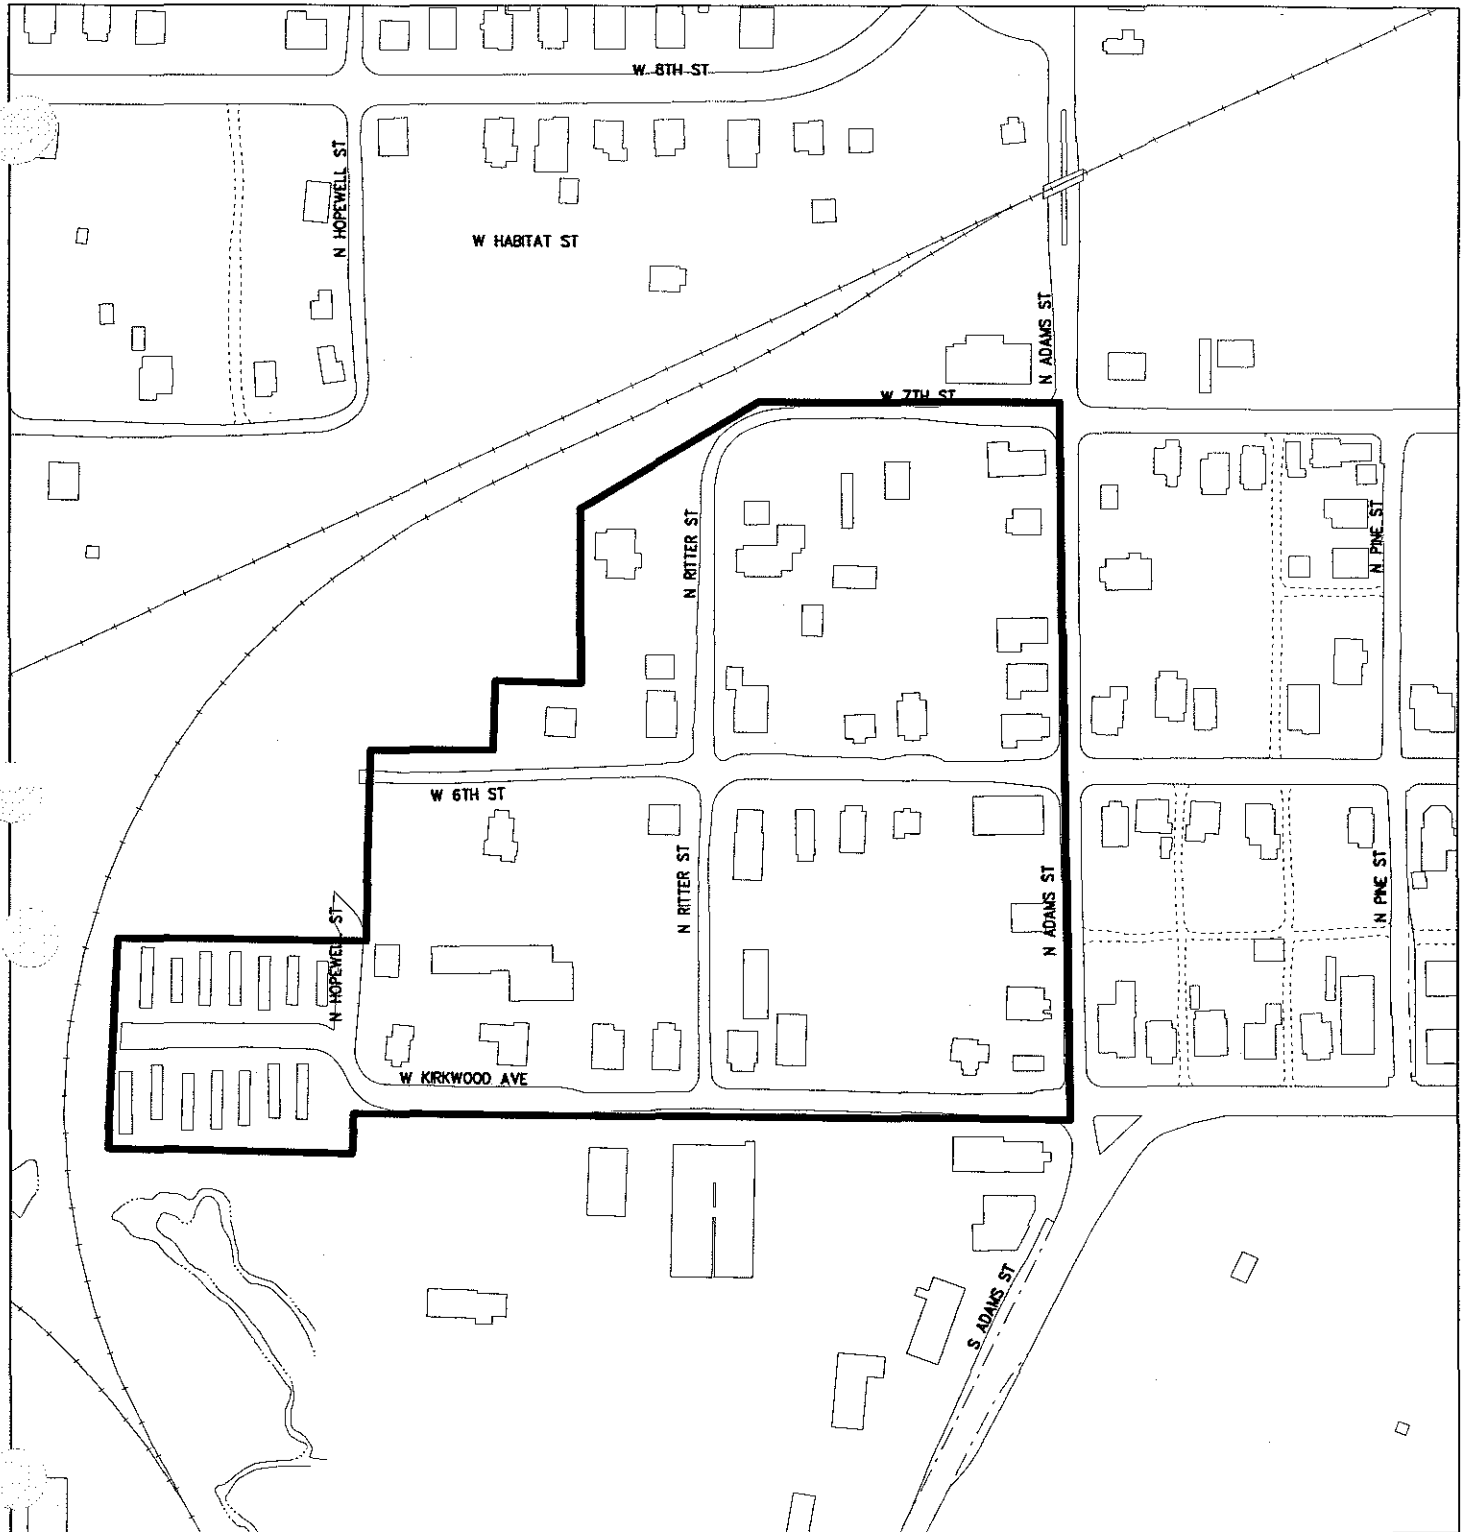 W 8TH ST
N HOPEWELL ST
W HABITAT ST
N ADAMS ST
W 7TH ST
N RITTER ST
N PINE ST
W 6TH ST
N RITTER ST
N ADAMS ST
N PINE ST
N HOPEWELL ST
W KIRKWOOD AVE
S ADAMS ST